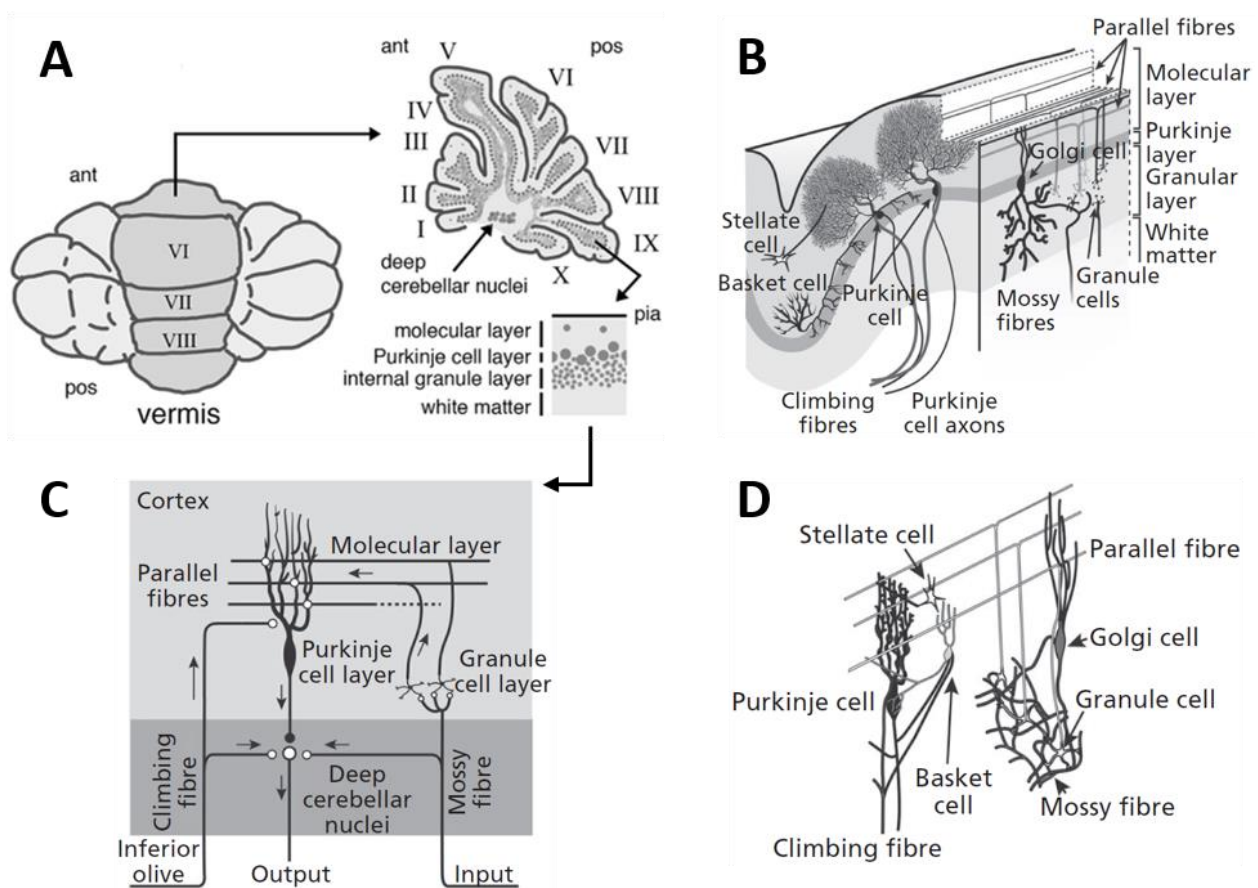 A
ant
pos
V
VI
IV
III
VII
II
VIII
I
IX
X
deep
cerebellar nuclei
ant
VI
VII
VIII
pos
vermis
pia
molecular layer
Purkinje cell layer
internal granule layer
white matter
B
Parallel fibres
Molecular
layer
Purkinje
layer
Granular
layer
White
matter
Golgi cell
Stellate
cell
Basket cell
Purkinje
cell
Mossy
fibres
Granule
cells
Climbing
fibres
Purkinje
cell axons
C
Cortex
Molecular layer
Parallel
fibres
Purkinje
cell layer
Granule
cell layer
Climbing
fibre
Deep
cerebellar
nuclei
Mossy
fibre
Inferior
olive
Output
Input
D
Stellate cell
Parallel fibre
Golgi cell
Purkinje cell
Granule cell
Basket
cell
Mossy fibre
Climbing fibre